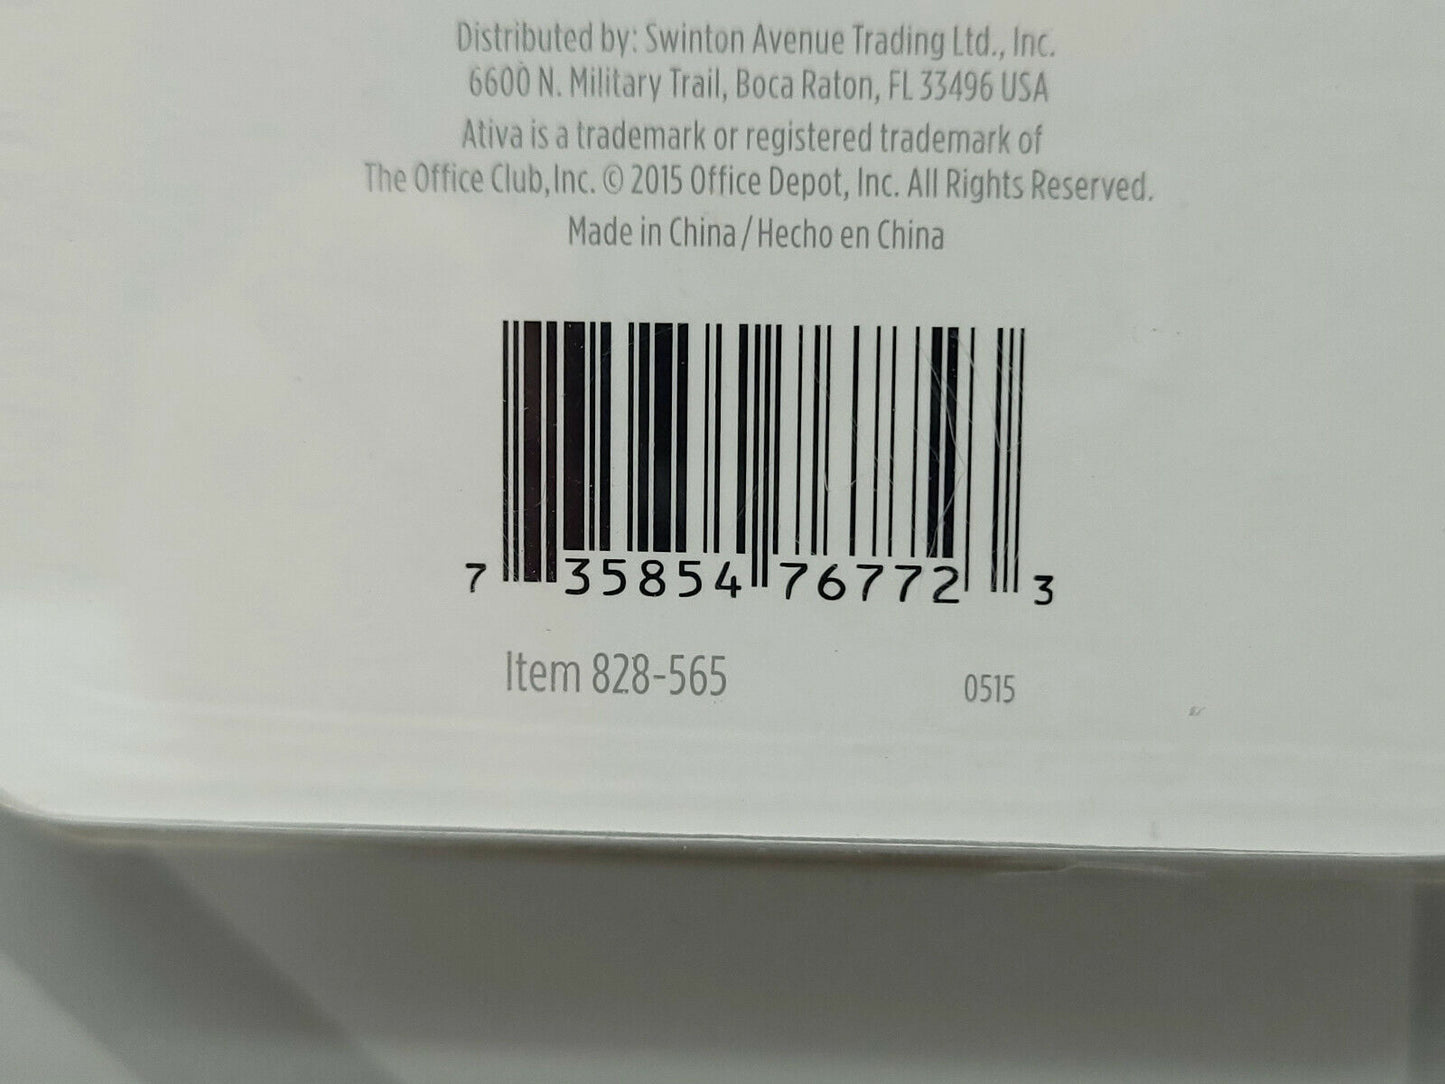 Distributed by: Swinton Avenue Trading Ltd., Inc.
6600 N. Military Trail, Boca Raton, FL 33496 USA
Ativa is a trademark or registered trademark of
The Office Club, Inc. © 2015 Office Depot, Inc. All Rights Reserved.
Made in China / Hecho en China
7 35854 76772 3
Item 828-565 0515